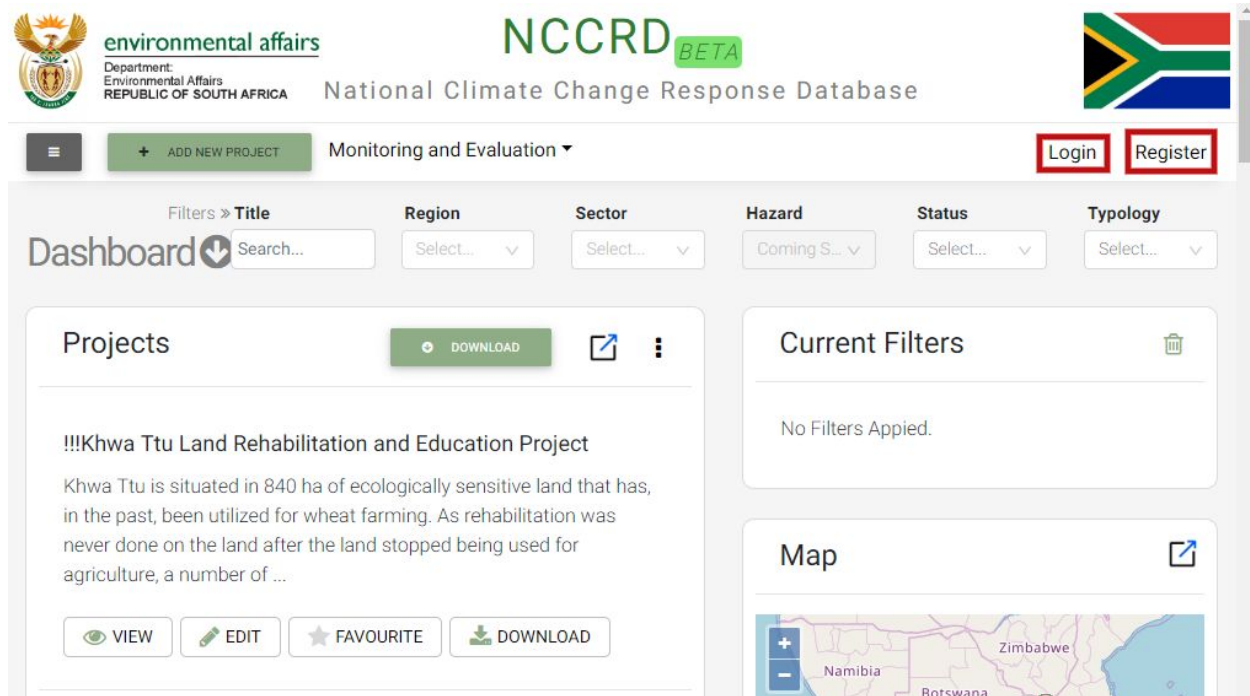 environmental affairs
Department:
Environmental Affairs
REPUBLIC OF SOUTH AFRICA
NCCRD BETA
National Climate Change Response Database
ADD NEW PROJECT
Monitoring and Evaluation
Login
Register
Filters » Title
Region
Sector
Hazard
Status
Typology
Dashboard
Search...
Select...
Select...
Coming S...
Select...
Select...
Projects
DOWNLOAD
!!!Khwa Ttu Land Rehabilitation and Education Project
Khwa Ttu is situated in 840 ha of ecologically sensitive land that has,
in the past, been utilized for wheat farming. As rehabilitation was
never done on the land after the land stopped being used for
agriculture, a number of ...
VIEW
EDIT
FAVOURITE
DOWNLOAD
Current Filters
No Filters Appied.
Map
+
−
Zimbabwe
Namibia
Botswana